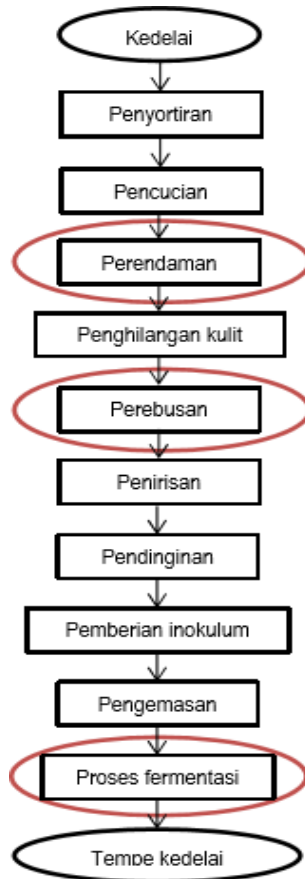 Kedelai
Penyortiran
Pencucian
Perendaman
Penghilangan kulit
Perebusan
Penirisan
Pendinginan
Pemberian inokulum
Pengemasan
Proses fermentasi
Tempe kedelai